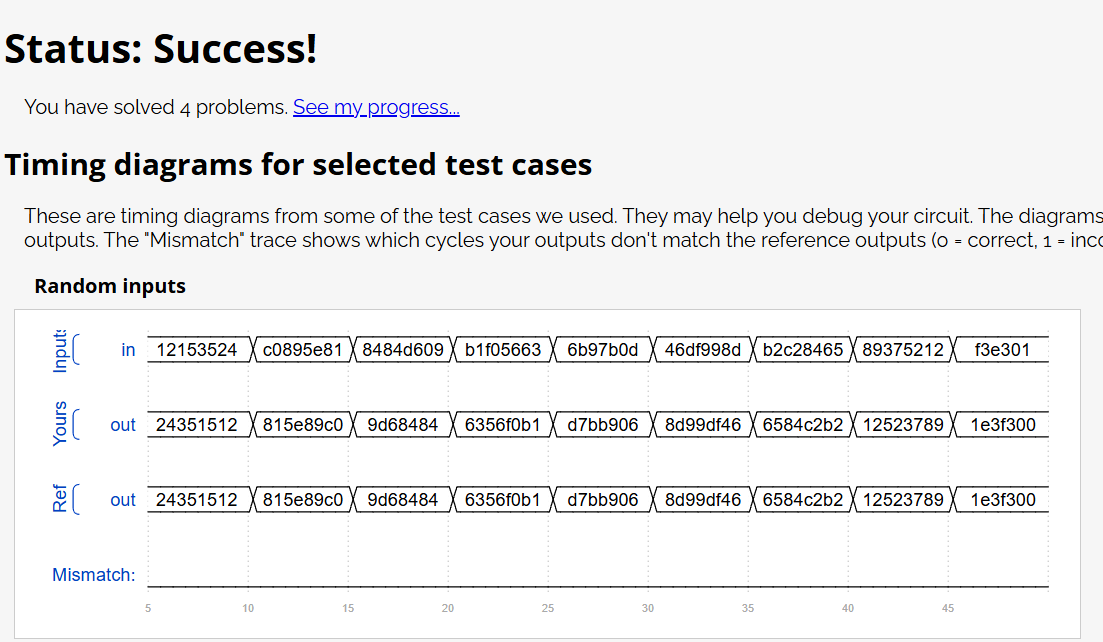 Status: Success!
You have solved 4 problems. See my progress...
Timing diagrams for selected test cases
These are timing diagrams from some of the test cases we used. They may help you debug your circuit. The diagrams
outputs. The "Mismatch" trace shows which cycles your outputs don't match the reference outputs (0 = correct, 1 = inco
Random inputs
Inputs in 12153524 c0895e81 8484d609 b1f05663 6b97b0d 46df998d b2c28465 89375212 f3e301
Yours out 24351512 815e89c0 9d68484 6356f0b1 d7bb906 8d99df46 6584c2b2 12523789 1e3f300
Ref out 24351512 815e89c0 9d68484 6356f0b1 d7bb906 8d99df46 6584c2b2 12523789 1e3f300
Mismatch:
5 10 15 20 25 30 35 40 45